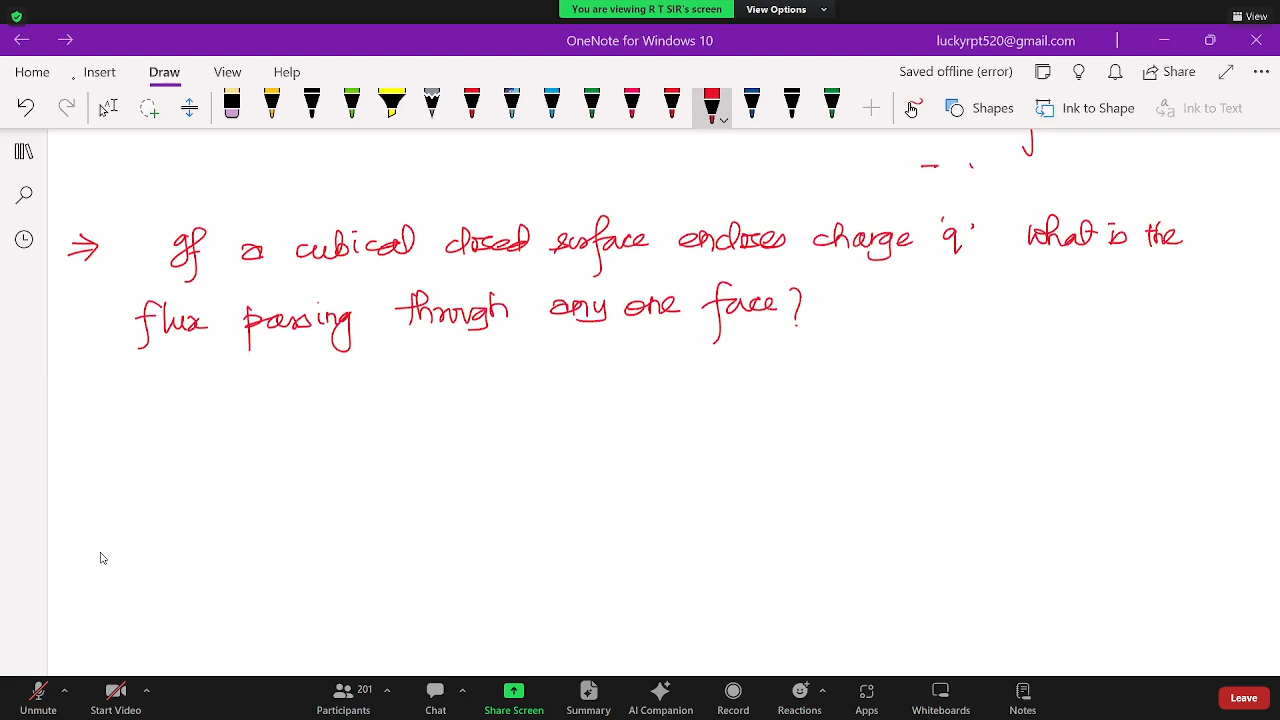 You are viewing R T SIR's screen View Options
View
OneNote for Windows 10 luckyrpt520@gmail.com
Home Insert Draw View Help Saved offline (error) Share
Shapes Ink to Shape Ink to Text
⇒ If a cubical closed surface encloses charge 'q' what is the
flux passing through any one face?
Unmute Start Video Participants 201 Chat Share Screen Summary AI Companion Record Reactions Apps Whiteboards Notes Leave